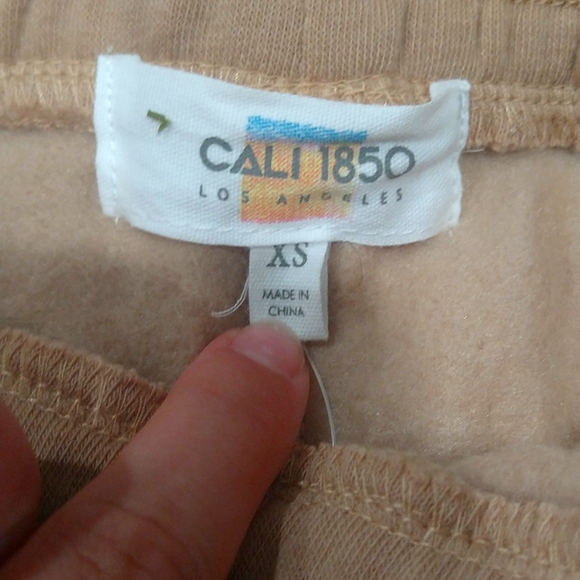 CALI 1850
LOS ANGELES
XS
MADE IN
CHINA